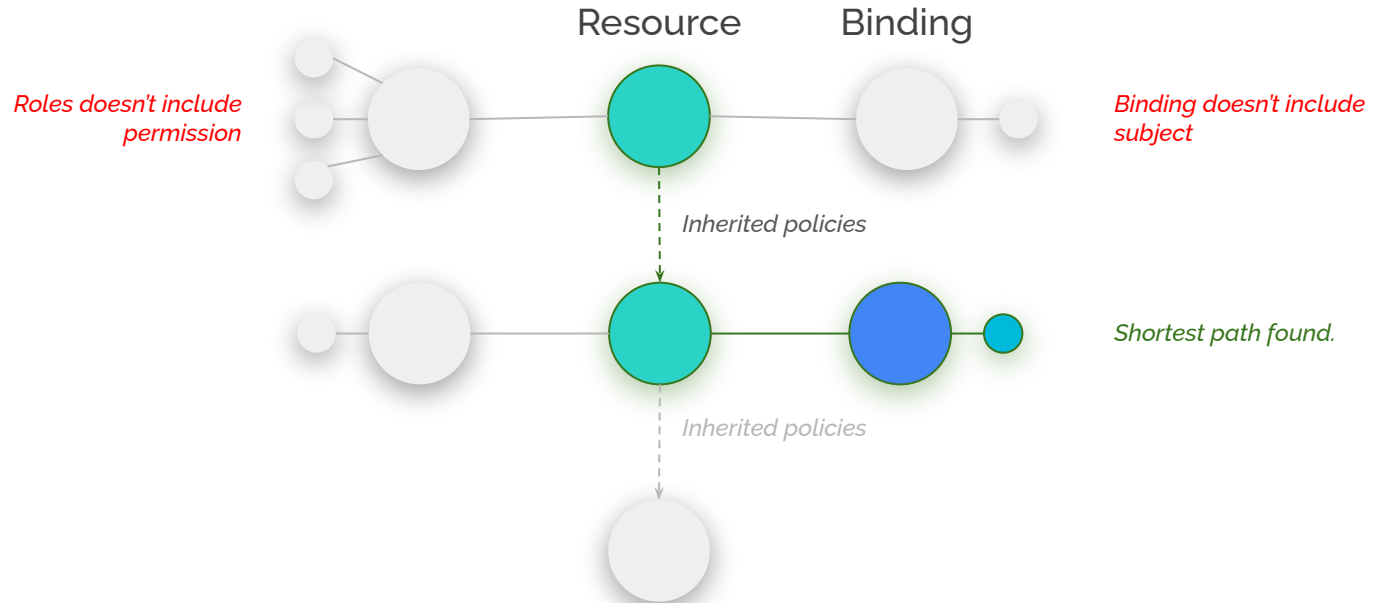 Resource
Binding
Roles doesn't include
permission
Binding doesn't include
subject
Inherited policies
Shortest path found.
Inherited policies